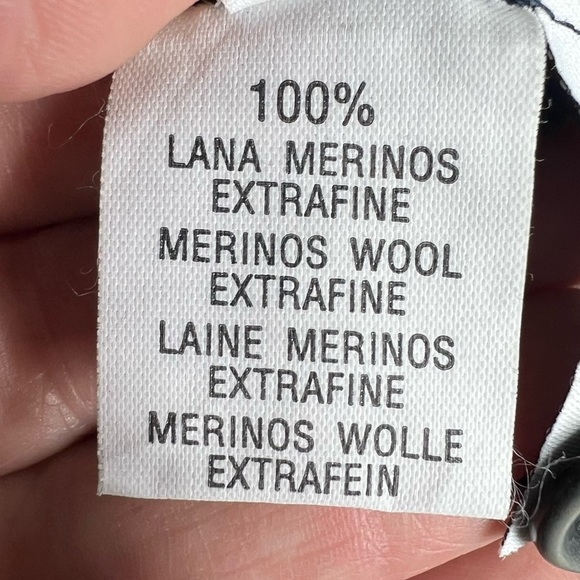 100%
LANA MERINOS
EXTRAFINE
MERINOS WOOL
EXTRAFINE
LAINE MERINOS
EXTRAFINE
MERINOS WOLLE
EXTRAFEIN